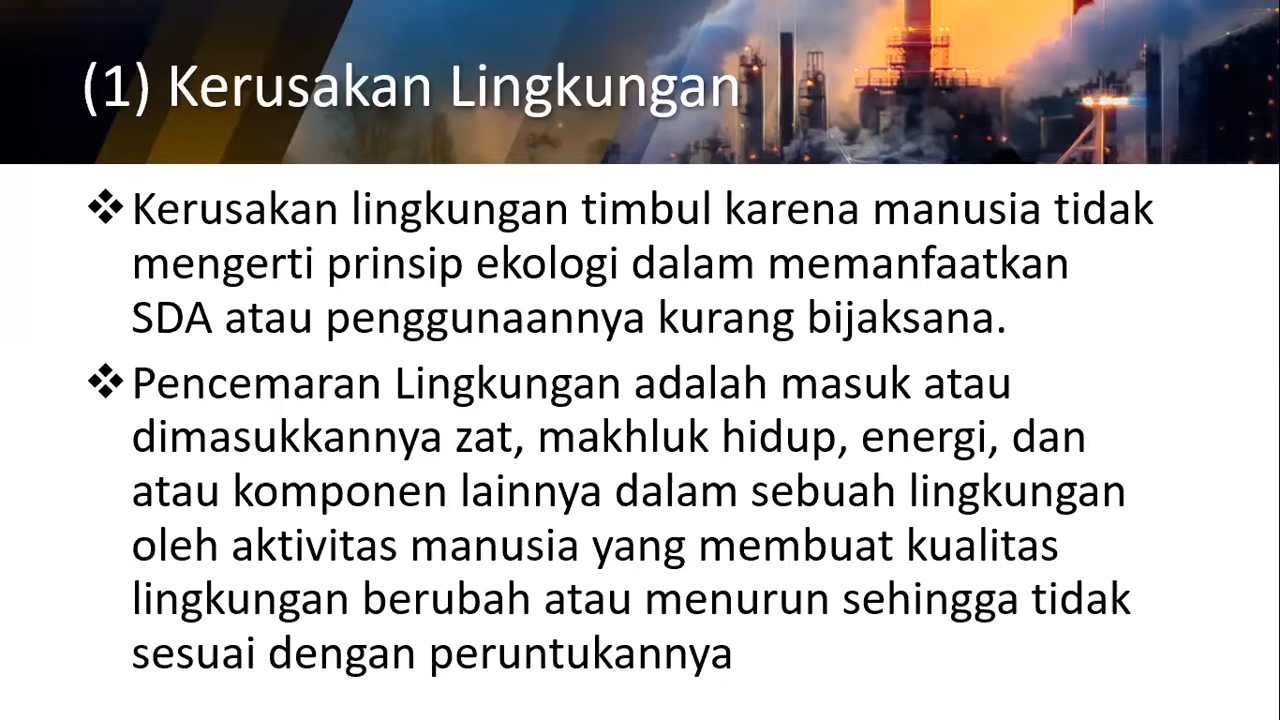 (1) Kerusakan Lingkungan
❖Kerusakan lingkungan timbul karena manusia tidak
mengerti prinsip ekologi dalam memanfaatkan
SDA atau penggunaannya kurang bijaksana.
❖Pencemaran Lingkungan adalah masuk atau
dimasukkannya zat, makhluk hidup, energi, dan
atau komponen lainnya dalam sebuah lingkungan
oleh aktivitas manusia yang membuat kualitas
lingkungan berubah atau menurun sehingga tidak
sesuai dengan peruntukannya